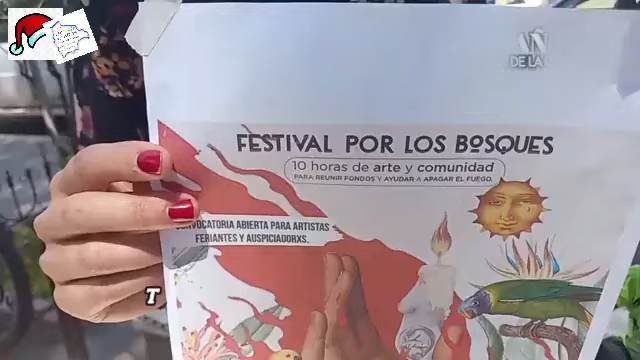 FESTIVAL POR LOS BOSQUES
10 horas de arte y comunidad
PARA REUNIR FONDOS Y AYUDAR A APAGAR EL FUEGO.
CONVOCATORIA ABIERTA PARA ARTISTAS
FERIANTES Y AUSPICIADORXS.
DE LA
T